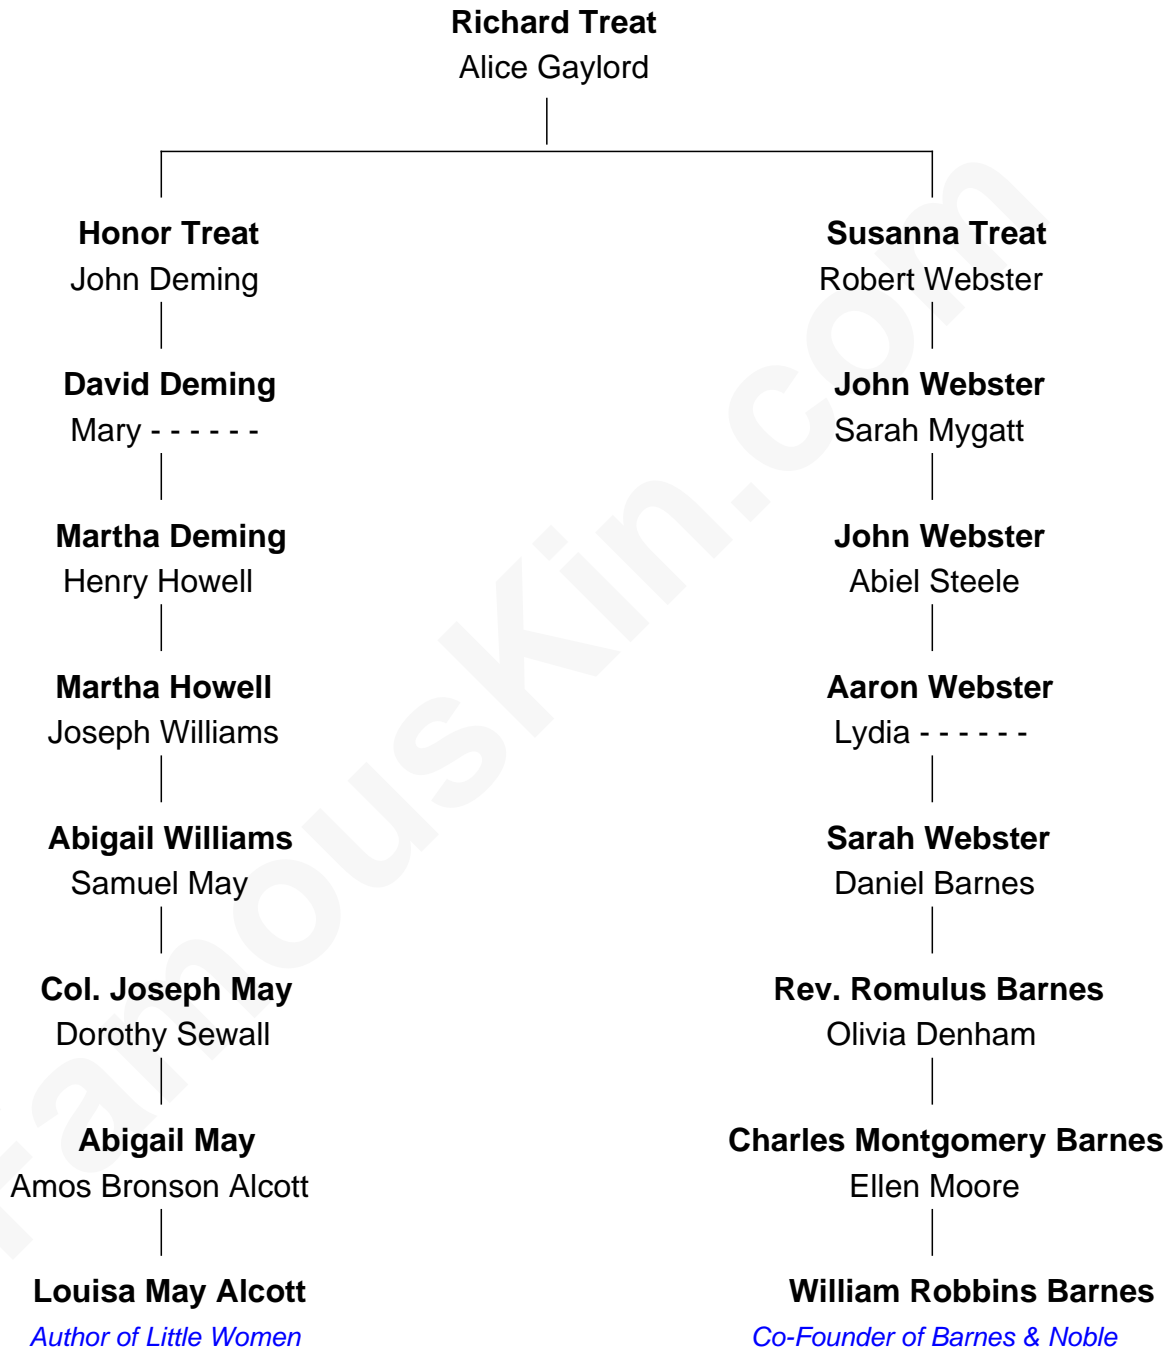 Richard Treat
Alice Gaylord
Honor Treat
John Deming
David Deming
Mary - - - - - -
Martha Deming
Henry Howell
Martha Howell
Joseph Williams
Abigail Williams
Samuel May
Col. Joseph May
Dorothy Sewall
Abigail May
Amos Bronson Alcott
Louisa May Alcott
Author of Little Women
Susanna Treat
Robert Webster
John Webster
Sarah Mygatt
John Webster
Abiel Steele
Aaron Webster
Lydia - - - - - -
Sarah Webster
Daniel Barnes
Rev. Romulus Barnes
Olivia Denham
Charles Montgomery Barnes
Ellen Moore
William Robbins Barnes
Co-Founder of Barnes & Noble
FamousKin.com